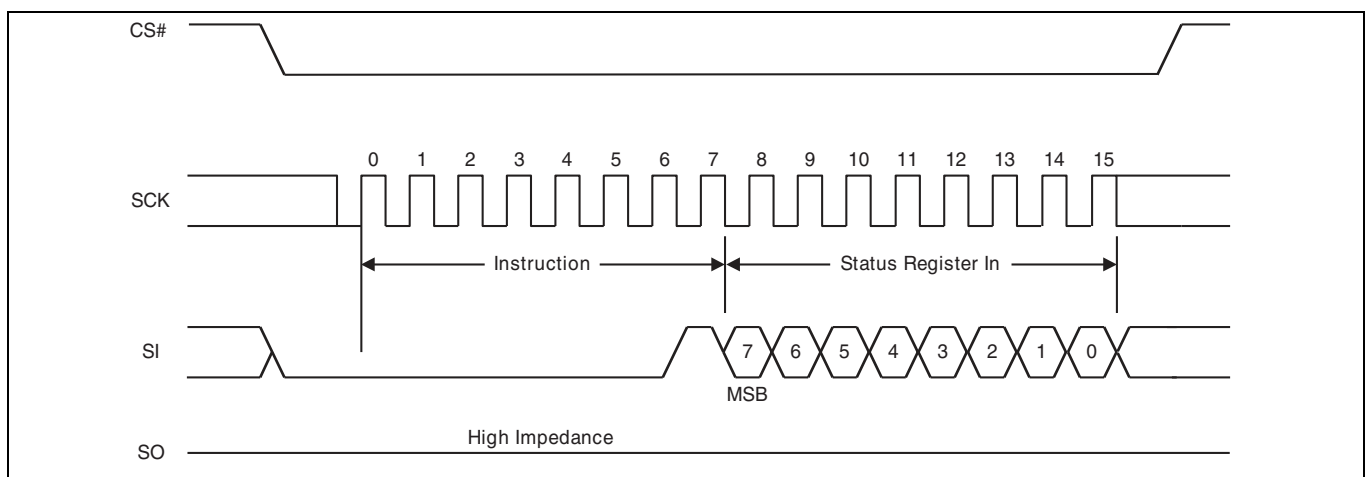 CS#
0 1 2 3 4 5 6 7 8 9 10 11 12 13 14 15
SCK
Instruction Status Register In
SI 7 6 5 4 3 2 1 0
MSB
High Impedance
SO